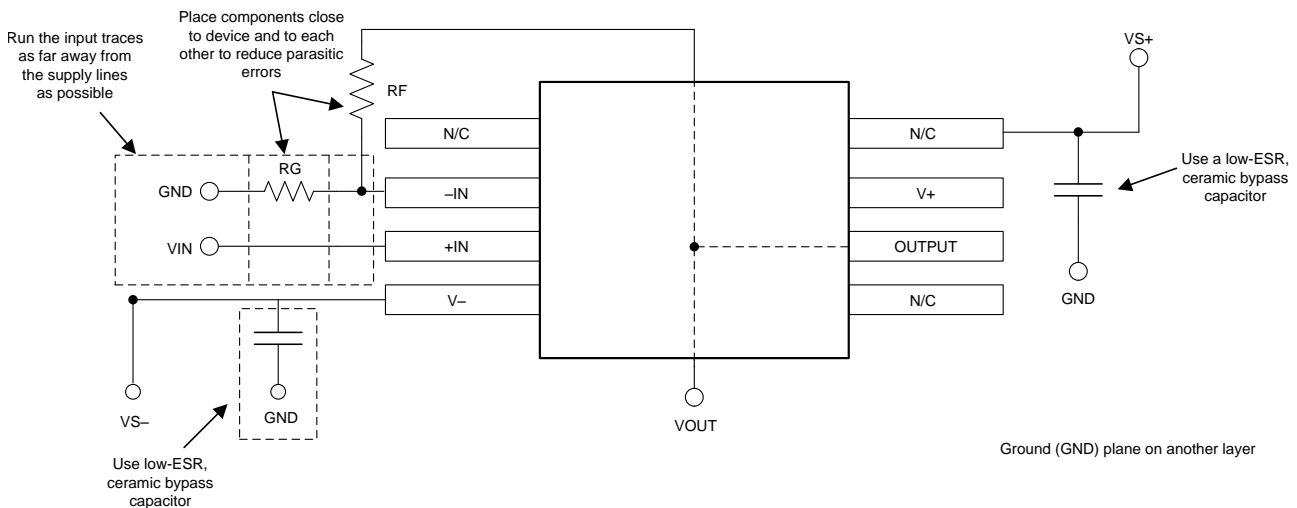 Place components close
to device and to each
other to reduce parasitic
errors
Run the input traces
as far away from
the supply lines
as possible
VS+
RF
N/C
N/C
Use a low-ESR,
ceramic bypass
capacitor
RG
GND
–IN
V+
VIN
+IN
OUTPUT
V–
N/C
GND
VS–
GND
VOUT
Ground (GND) plane on another layer
Use low-ESR,
ceramic bypass
capacitor